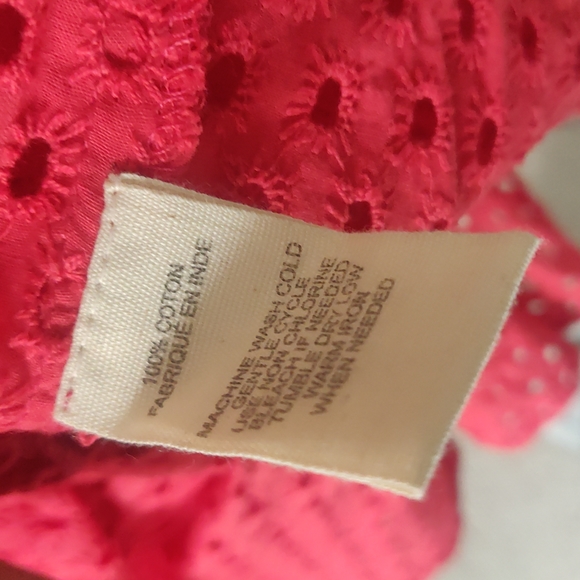 100% COTON
FABRIQUÉ EN INDE
MACHINE WASH COLD
GENTLE CYCLE
USE NON CHLORINE
BLEACH IF NEEDED
TUMBLE DRY LOW
WARM IRON
WHEN NEEDED